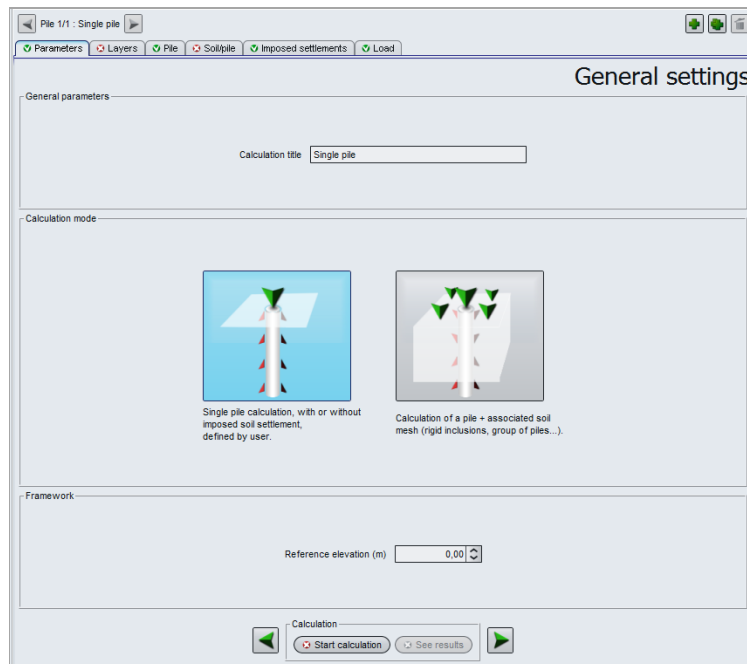 Pile 1/1 : Single pile
Parameters Layers Pile Soil/pile Imposed settlements Load
General settings
General parameters
Calculation title Single pile
Calculation mode
Single pile calculation, with or without
imposed soil settlement,
defined by user.
Calculation of a pile + associated soil
mesh (rigid inclusions, group of piles...).
Framework
Reference elevation (m) 0,00
Calculation
Start calculation See results